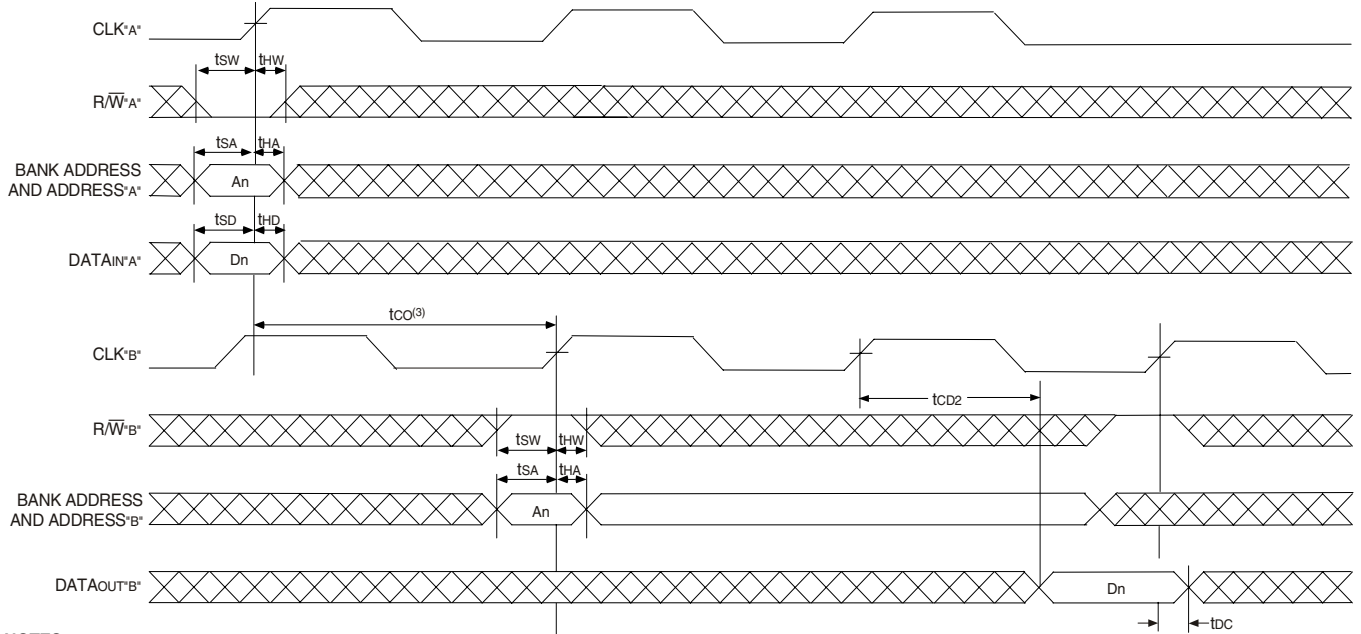 CLK"A"
tSW tHW
R/W̅"A"
tSA tHA
BANK ADDRESS
AND ADDRESS"A"
An
tSD tHD
DATAIN"A"
Dn
tCO(3)
CLK"B"
tCD2
R/W̅"B"
tSW tHW
tSA tHA
BANK ADDRESS
AND ADDRESS"B"
An
DATAOUT"B"
Dn
tDC